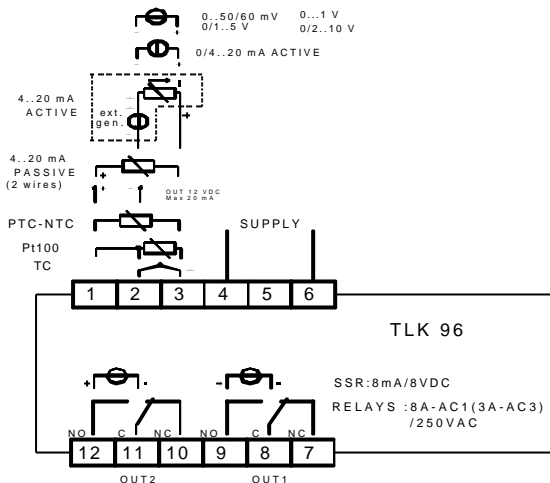 0..50/60 mV 0...1 V
0/1..5 V 0/2..10 V
0/4..20 mA ACTIVE
4..20 mA
ACTIVE
ext.
gen.
+
4..20 mA
PASSIVE
(2 wires)
+
+
OUT 12 VDC
Max 20 mA
PTC-NTC
SUPPLY
Pt100
TC
1 2 3 4 5 6
TLK 96
+ - - -
SSR:8mA/8VDC
RELAYS :8A-AC1(3A-AC3)
/250VAC
NO C NC NO C NC
12 11 10 9 8 7
OUT2 OUT1